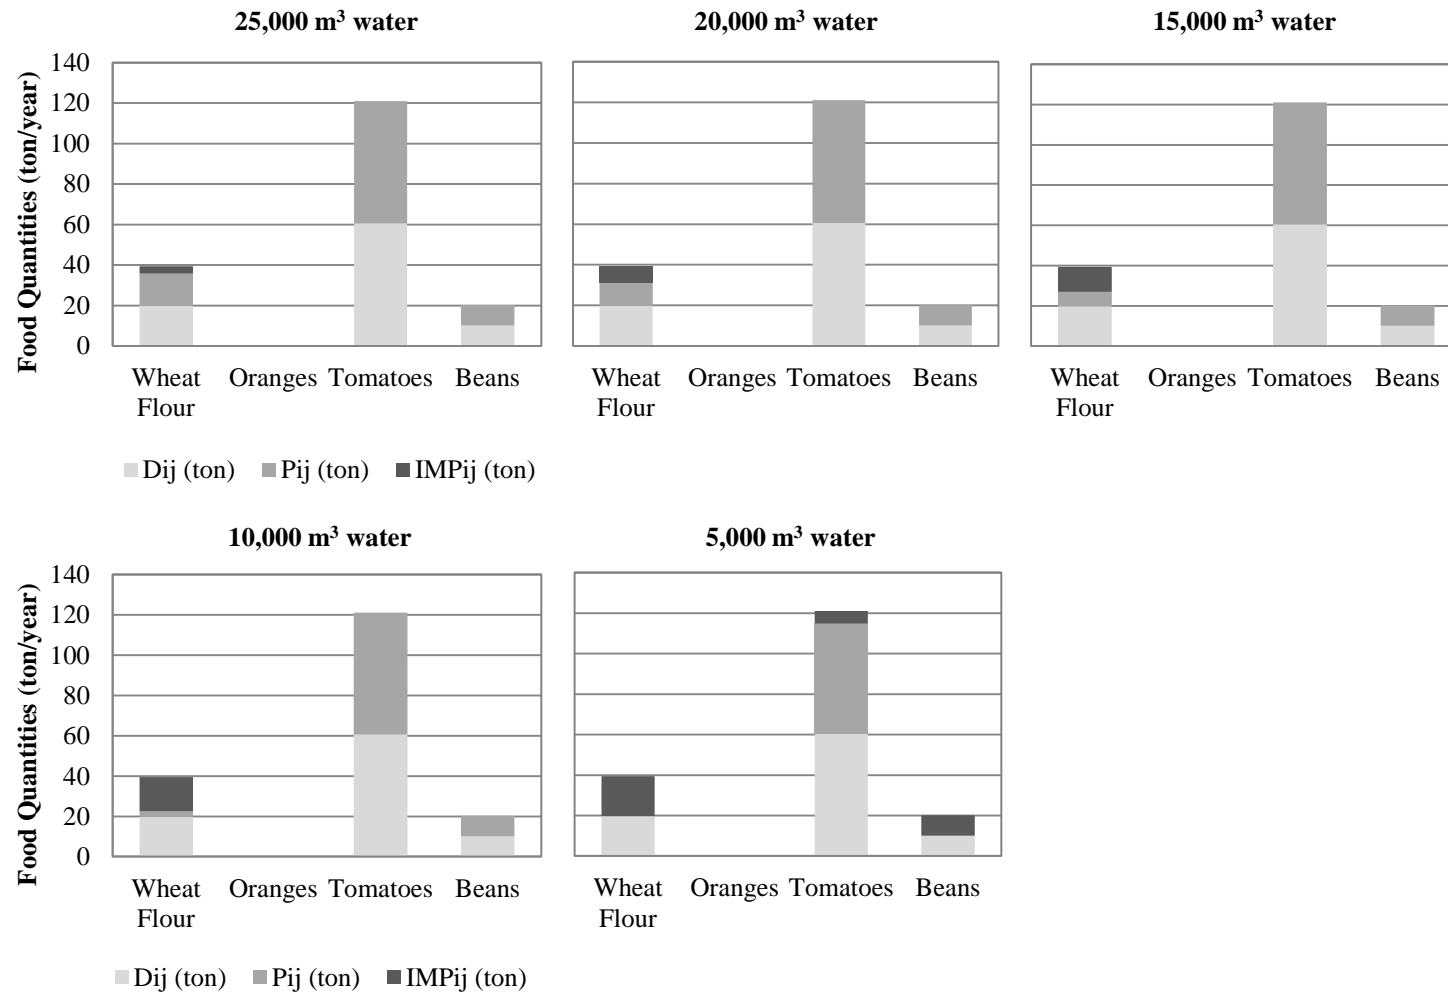 25,000 m³ water
20,000 m³ water
15,000 m³ water
Food Quantities (ton/year)
140
120
100
80
60
40
20
0
Wheat Flour
Oranges
Tomatoes
Beans
Wheat Flour
Oranges
Tomatoes
Beans
Wheat Flour
Oranges
Tomatoes
Beans
Dij (ton) Pij (ton) IMPij (ton)
10,000 m³ water
5,000 m³ water
Food Quantities (ton/year)
140
120
100
80
60
40
20
0
Wheat Flour
Oranges
Tomatoes
Beans
Wheat Flour
Oranges
Tomatoes
Beans
Dij (ton) Pij (ton) IMPij (ton)